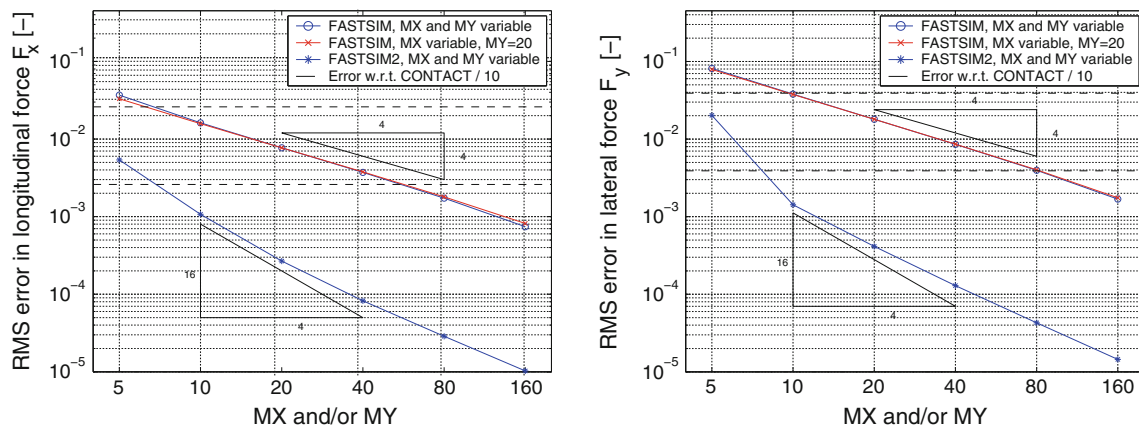 FASTSIM, MX and MY variable
FASTSIM, MX variable, MY=20
FASTSIM2, MX and MY variable
Error w.r.t. CONTACT / 10
RMS error in longitudinal force F_x [−]
10^−1
10^−2
10^−3
10^−4
10^−5
4
4
16
4
5 10 20 40 80 160
MX and/or MY
FASTSIM, MX and MY variable
FASTSIM, MX variable, MY=20
FASTSIM2, MX and MY variable
Error w.r.t. CONTACT / 10
RMS error in lateral force F_y [−]
10^−1
10^−2
10^−3
10^−4
10^−5
4
4
16
4
5 10 20 40 80 160
MX and/or MY